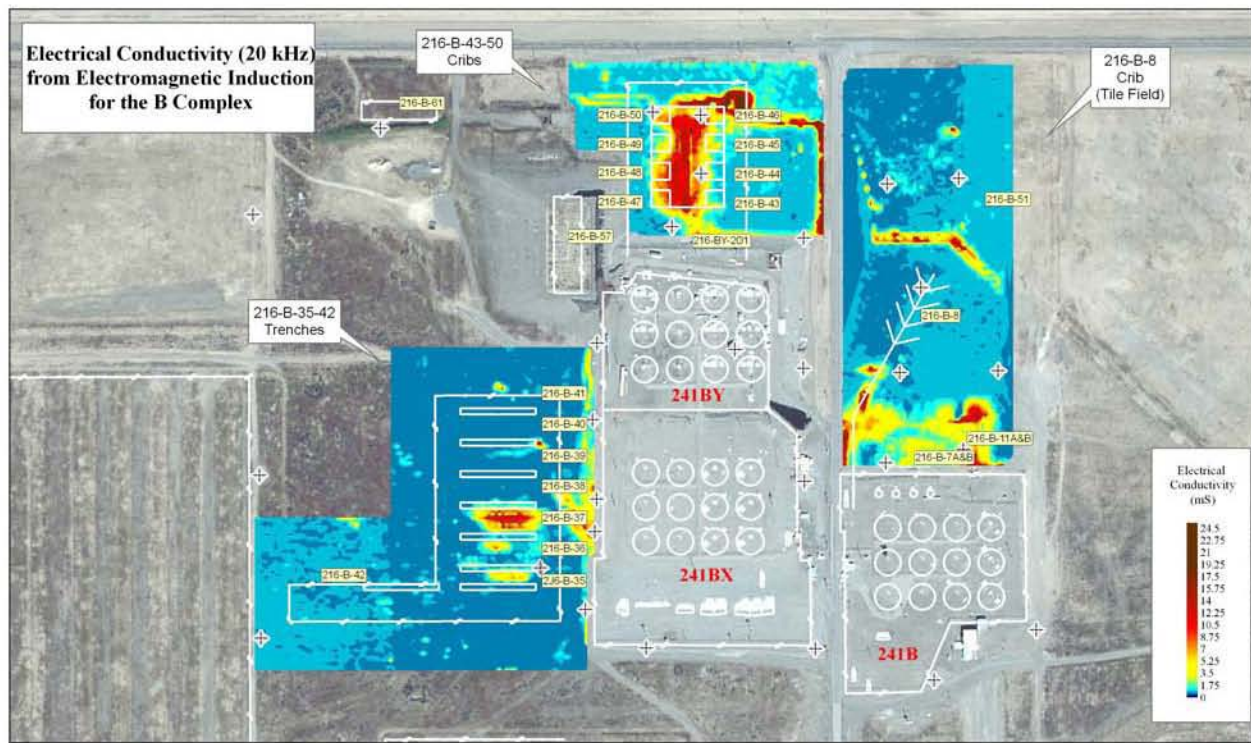 Electrical Conductivity (20 kHz)
from Electromagnetic Induction
for the B Complex
216-B-43-50
Cribs
216-B-8
Crib
(Tile Field)
216-B-61
216-B-50
216-B-46
216-B-49
216-B-45
216-B-48
216-B-44
216-B-47
216-B-43
216-B-51
216-B-57
216-BY-201
216-B-35-42
Trenches
216-B-8
216-B-41
241BY
216-B-40
216-B-39
216-B-11A&B
216-B-7A&B
216-B-38
216-B-37
216-B-36
216-B-42
216-B-35
241BX
241B
Electrical
Conductivity
(mS)
24.5
22.75
21
19.25
17.5
15.75
14
12.25
10.5
8.75
7
5.25
3.5
1.75
0